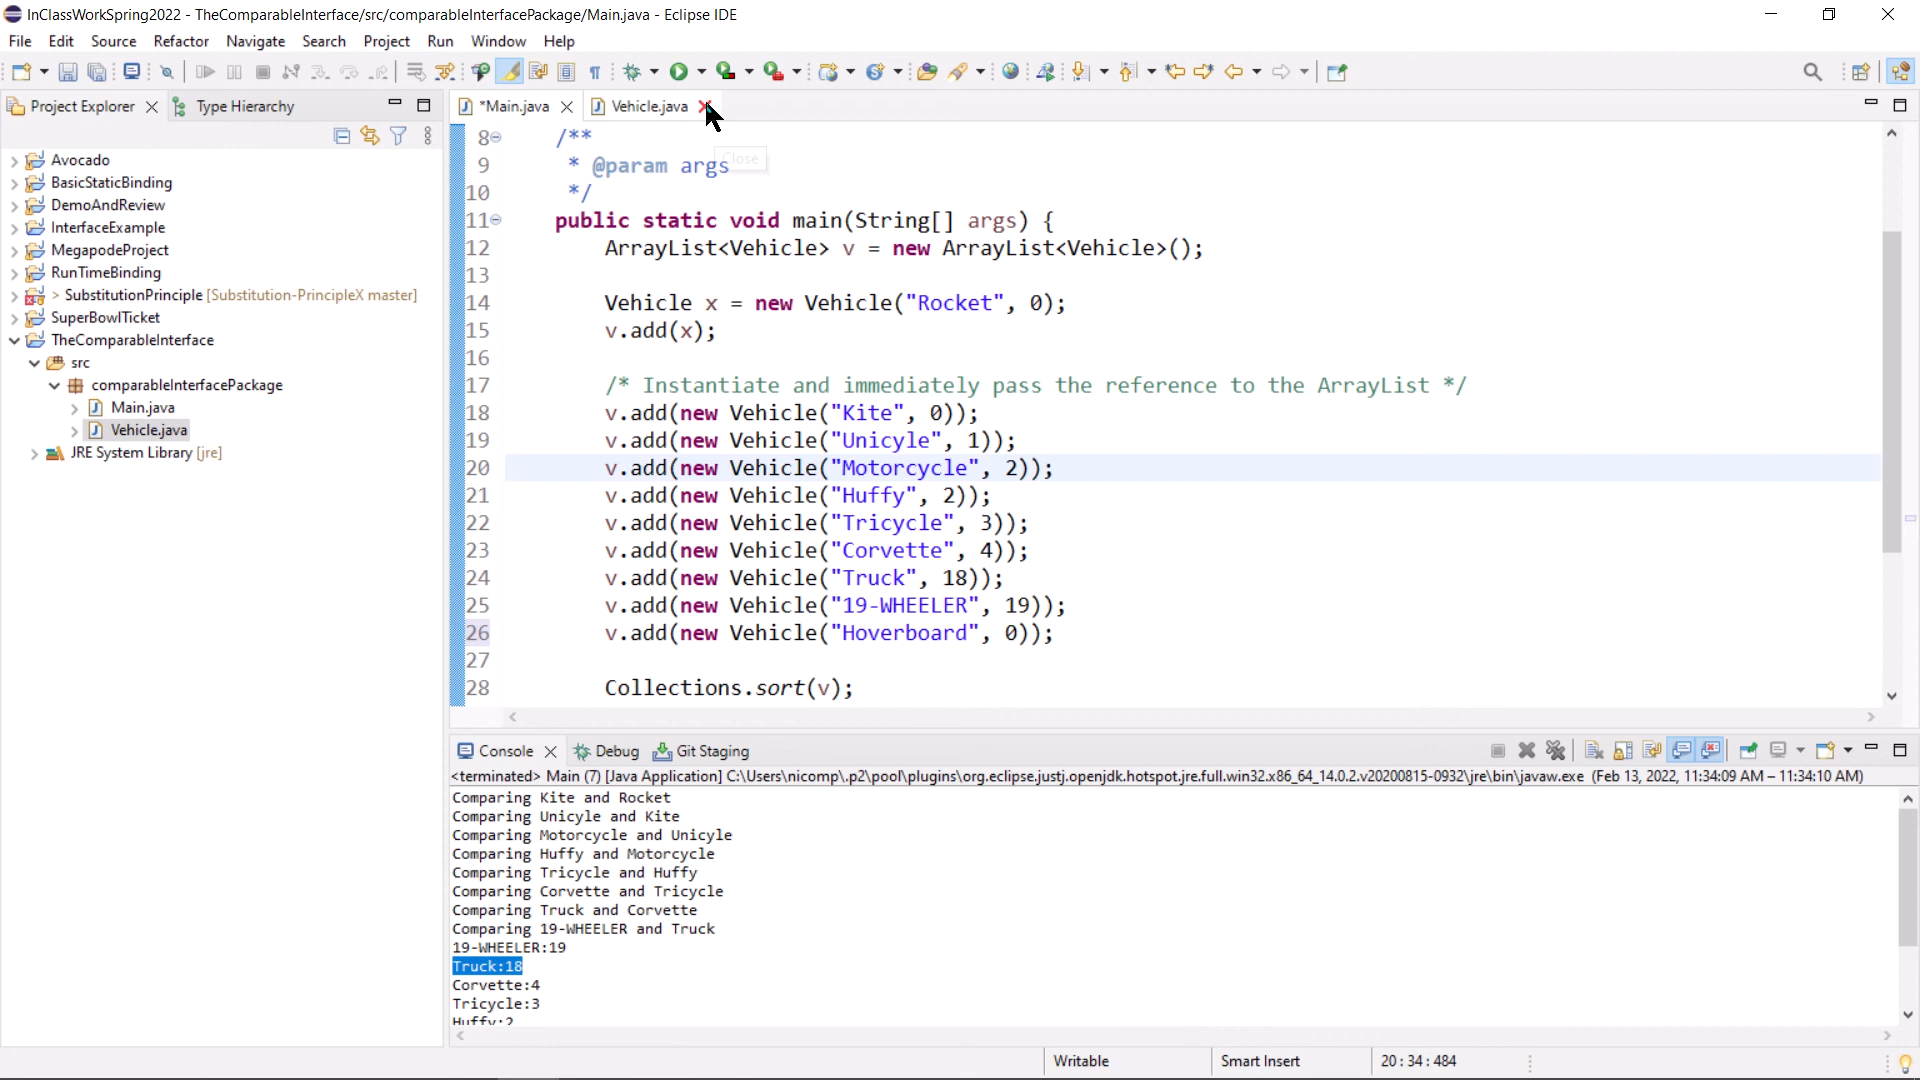 InClassWorkSpring2022 - TheComparableInterface/src/comparableInterfacePackage/Main.java - Eclipse IDE
File Edit Source Refactor Navigate Search Project Run Window Help
Project Explorer Type Hierarchy
Avocado
BasicStaticBinding
DemoAndReview
InterfaceExample
MegapodeProject
RunTimeBinding
> SubstitutionPrinciple [Substitution-PrincipleX master]
SuperBowlTicket
TheComparableInterface
src
comparableInterfacePackage
Main.java
Vehicle.java
JRE System Library [jre]
*Main.java Vehicle.java
Close
8 /**
9 * @param args
10 */
11 public static void main(String[] args) {
12 ArrayList<Vehicle> v = new ArrayList<Vehicle>();
13
14 Vehicle x = new Vehicle("Rocket", 0);
15 v.add(x);
16
17 /* Instantiate and immediately pass the reference to the ArrayList */
18 v.add(new Vehicle("Kite", 0));
19 v.add(new Vehicle("Unicyle", 1));
20 v.add(new Vehicle("Motorcycle", 2));
21 v.add(new Vehicle("Huffy", 2));
22 v.add(new Vehicle("Tricycle", 3));
23 v.add(new Vehicle("Corvette", 4));
24 v.add(new Vehicle("Truck", 18));
25 v.add(new Vehicle("19-WHEELER", 19));
26 v.add(new Vehicle("Hoverboard", 0));
27
28 Collections.sort(v);
Console Debug Git Staging
<terminated> Main (7) [Java Application] C:\Users\nicomp\.p2\pool\plugins\org.eclipse.justj.openjdk.hotspot.jre.full.win32.x86_64_14.0.2.v20200815-0932\jre\bin\javaw.exe (Feb 13, 2022, 11:34:09 AM – 11:34:10 AM)
Comparing Kite and Rocket
Comparing Unicyle and Kite
Comparing Motorcycle and Unicyle
Comparing Huffy and Motorcycle
Comparing Tricycle and Huffy
Comparing Corvette and Tricycle
Comparing Truck and Corvette
Comparing 19-WHEELER and Truck
19-WHEELER:19
Truck:18
Corvette:4
Tricycle:3
Huffy:2
Writable Smart Insert 20 : 34 : 484